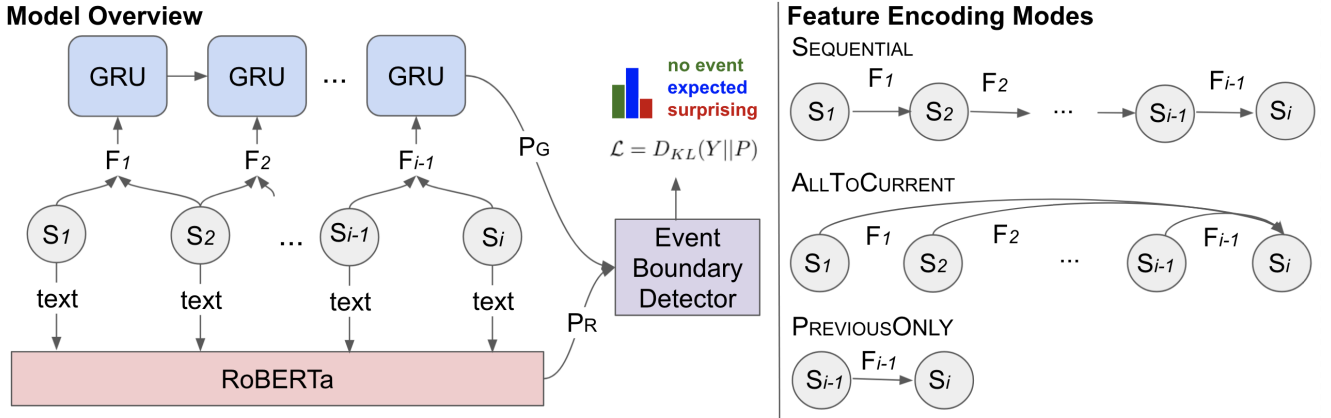 Model Overview
GRU GRU ... GRU
no event
expected
surprising
F1 F2 Fi-1
PG
ℒ = D_KL(Y||P)
S1 S2 ... Si-1 Si
Event
Boundary
Detector
text text text text
PR
RoBERTa
Feature Encoding Modes
SEQUENTIAL
F1 F2 Fi-1
S1 S2 ... Si-1 Si
ALLTOCURRENT
F1 F2 Fi-1
S1 S2 ... Si-1 Si
PREVIOUSONLY
Fi-1
Si-1 Si